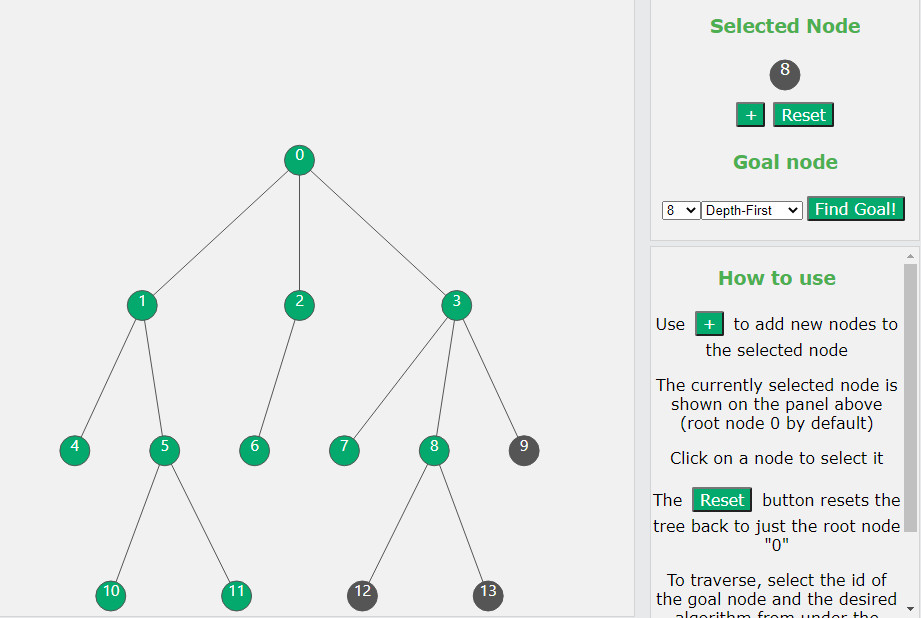 0
1 2 3
4 5 6 7 8 9
10 11 12 13
Selected Node
8
+ Reset
Goal node
8 Depth-First Find Goal!
How to use
Use + to add new nodes to
the selected node
The currently selected node is
shown on the panel above
(root node 0 by default)
Click on a node to select it
The Reset button resets the
tree back to just the root node
"0"
To traverse, select the id of
the goal node and the desired
algorithm from under the